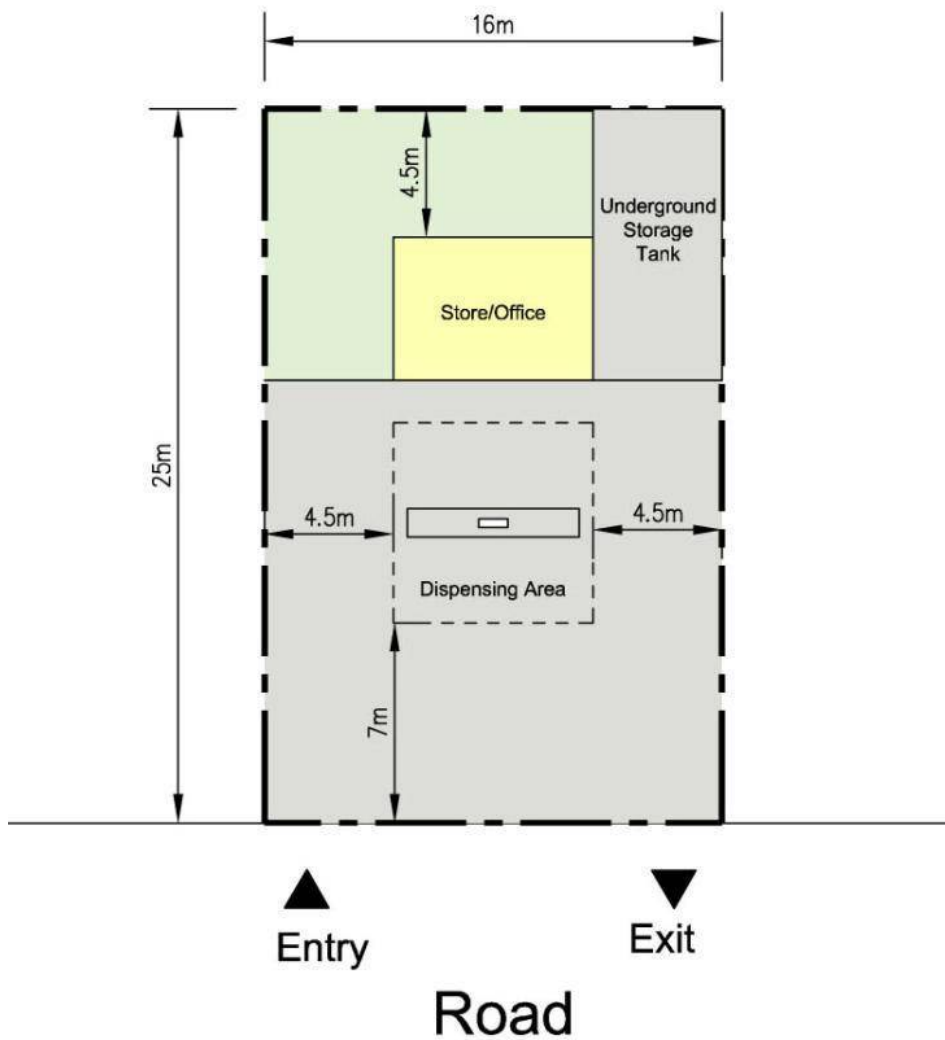 16m
4.5m
Underground
Storage
Tank
Store/Office
25m
4.5m
4.5m
Dispensing Area
7m
Entry
Exit
Road